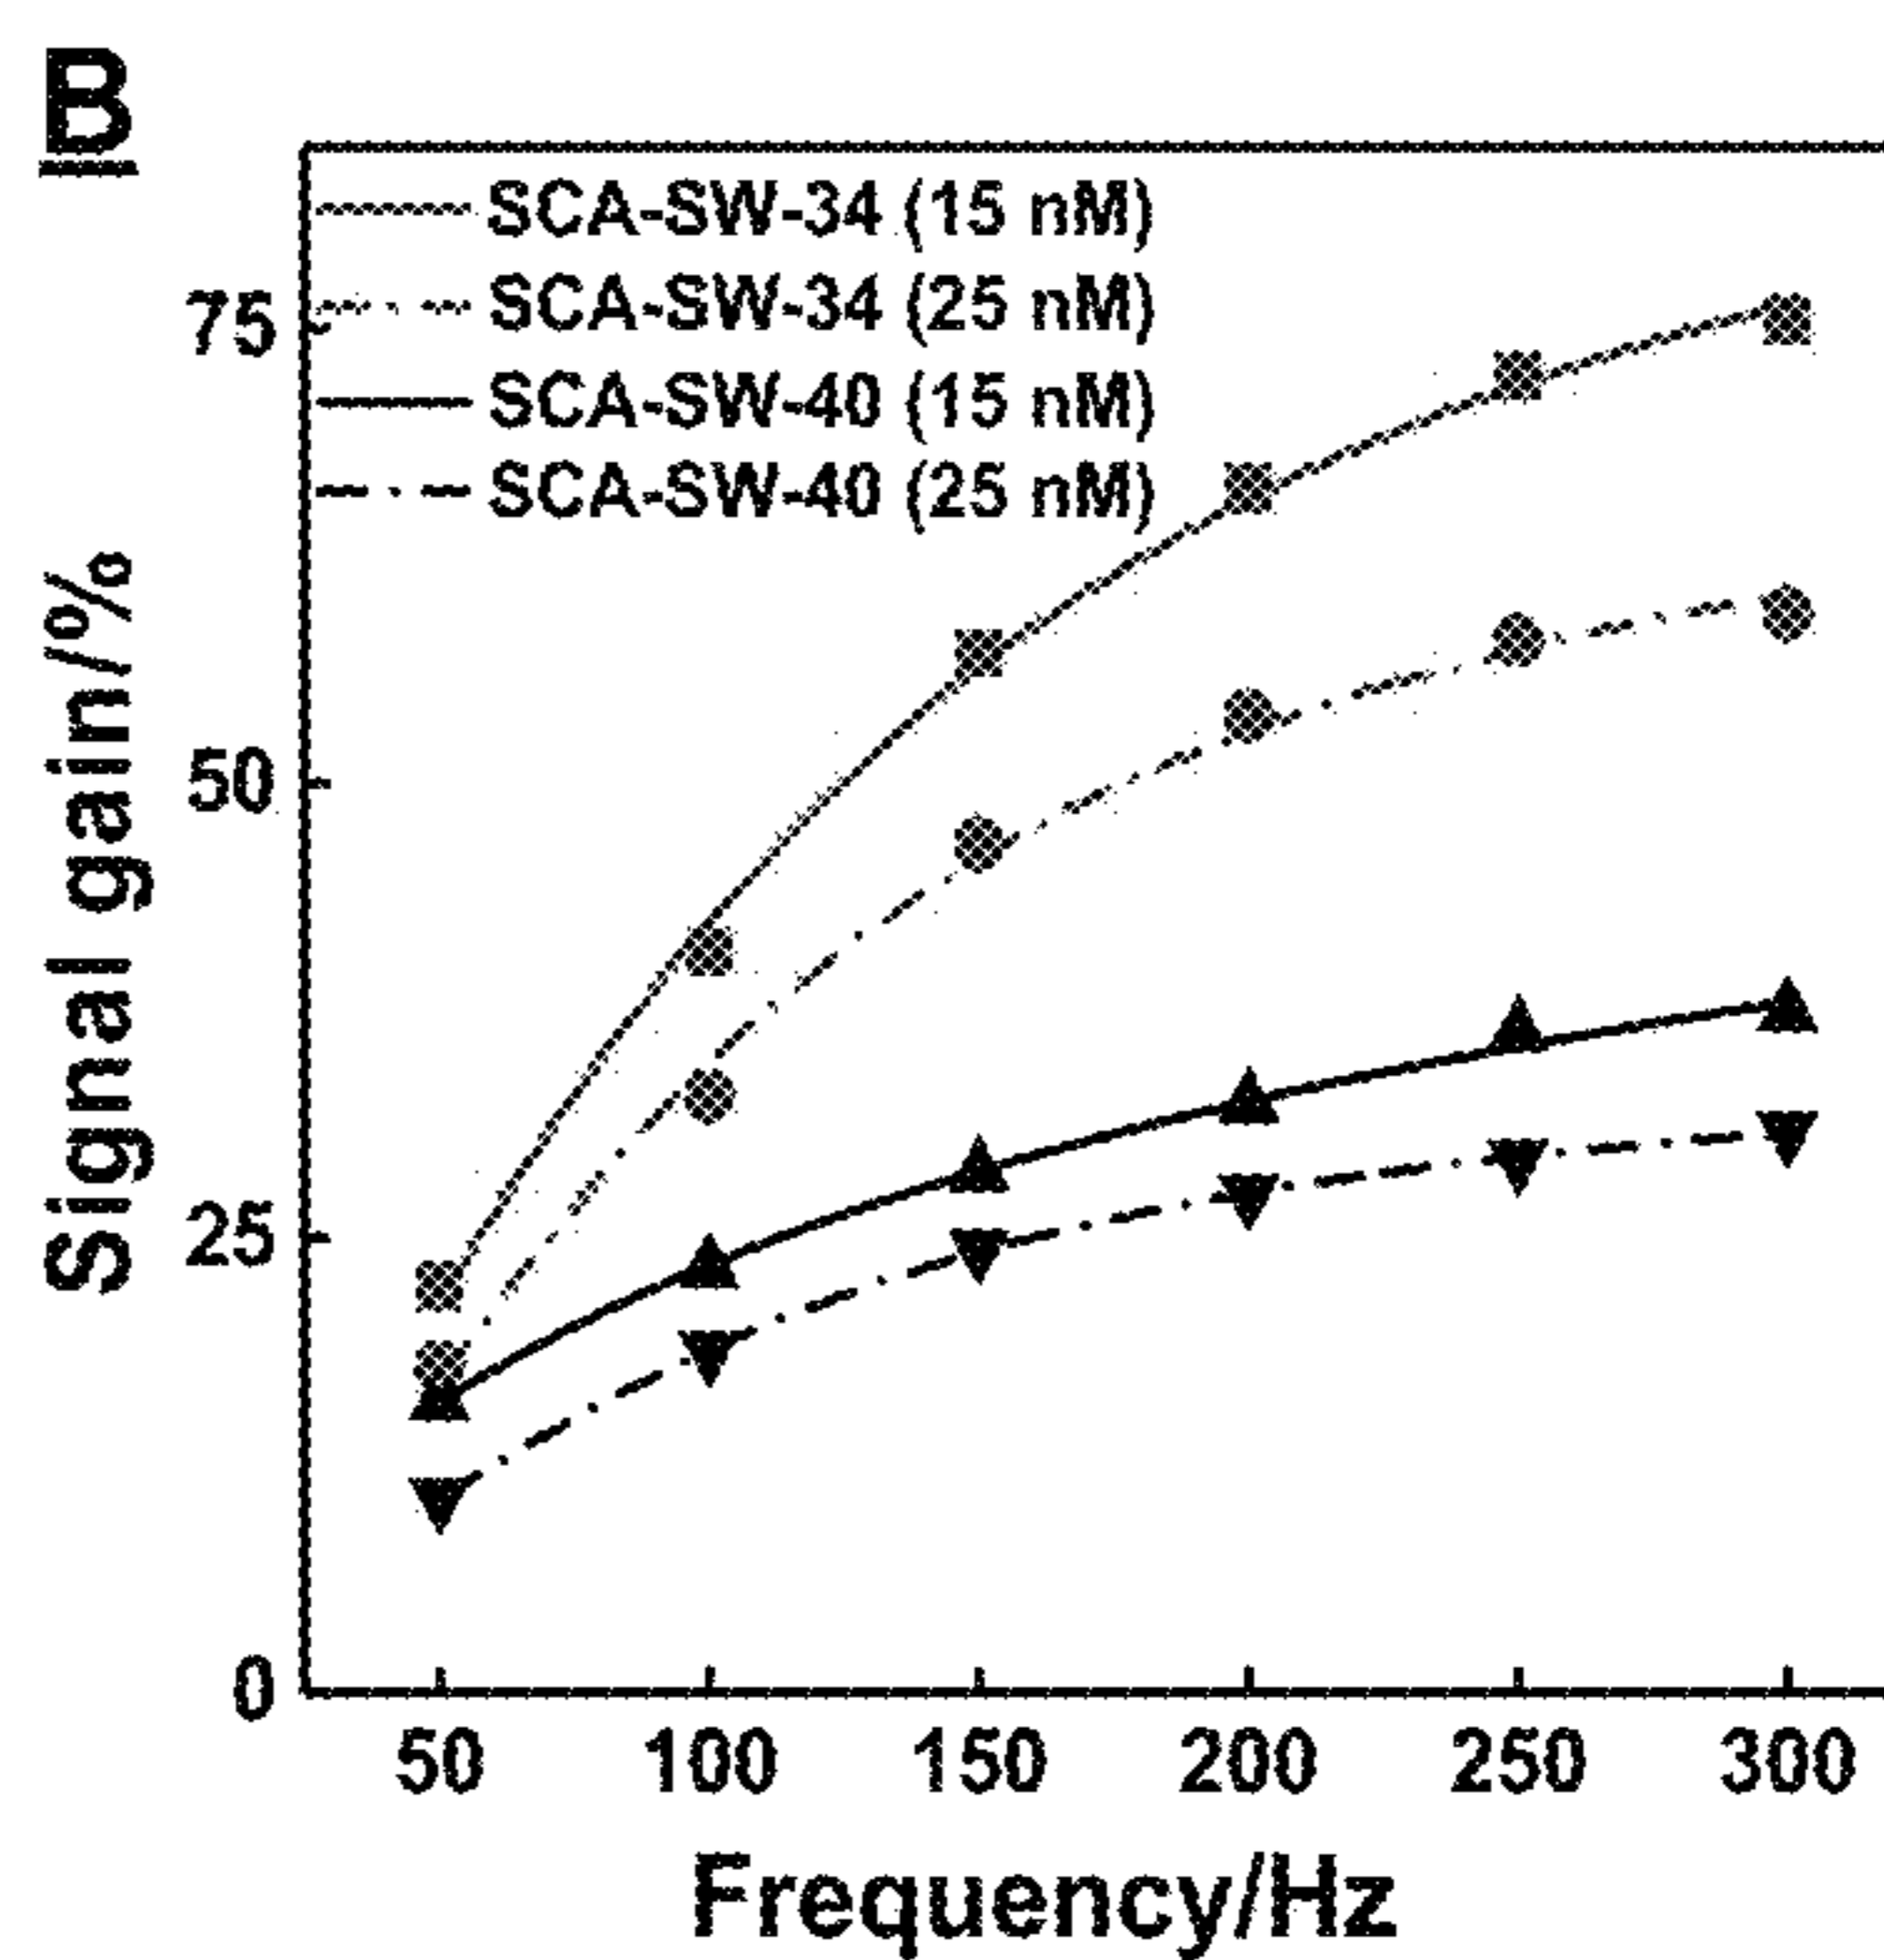 B
SCA-SW-34 (15 nM)
SCA-SW-34 (25 nM)
SCA-SW-40 (15 nM)
SCA-SW-40 (25 nM)
Signal gain/%
75
50
25
0
50 100 150 200 250 300
Frequency/Hz